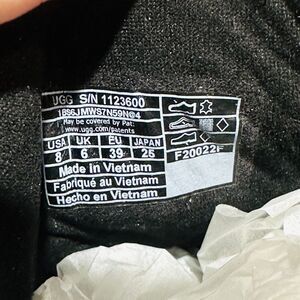 UGG S/N 1123600
1BS6JMWS7N59N@4
May be covered by Pat:
www.ugg.com/patents
USA UK EU JAPAN
8 6 39 25
F20022F
Made in Vietnam
Fabriqué au Vietnam
Hecho en Vietnam